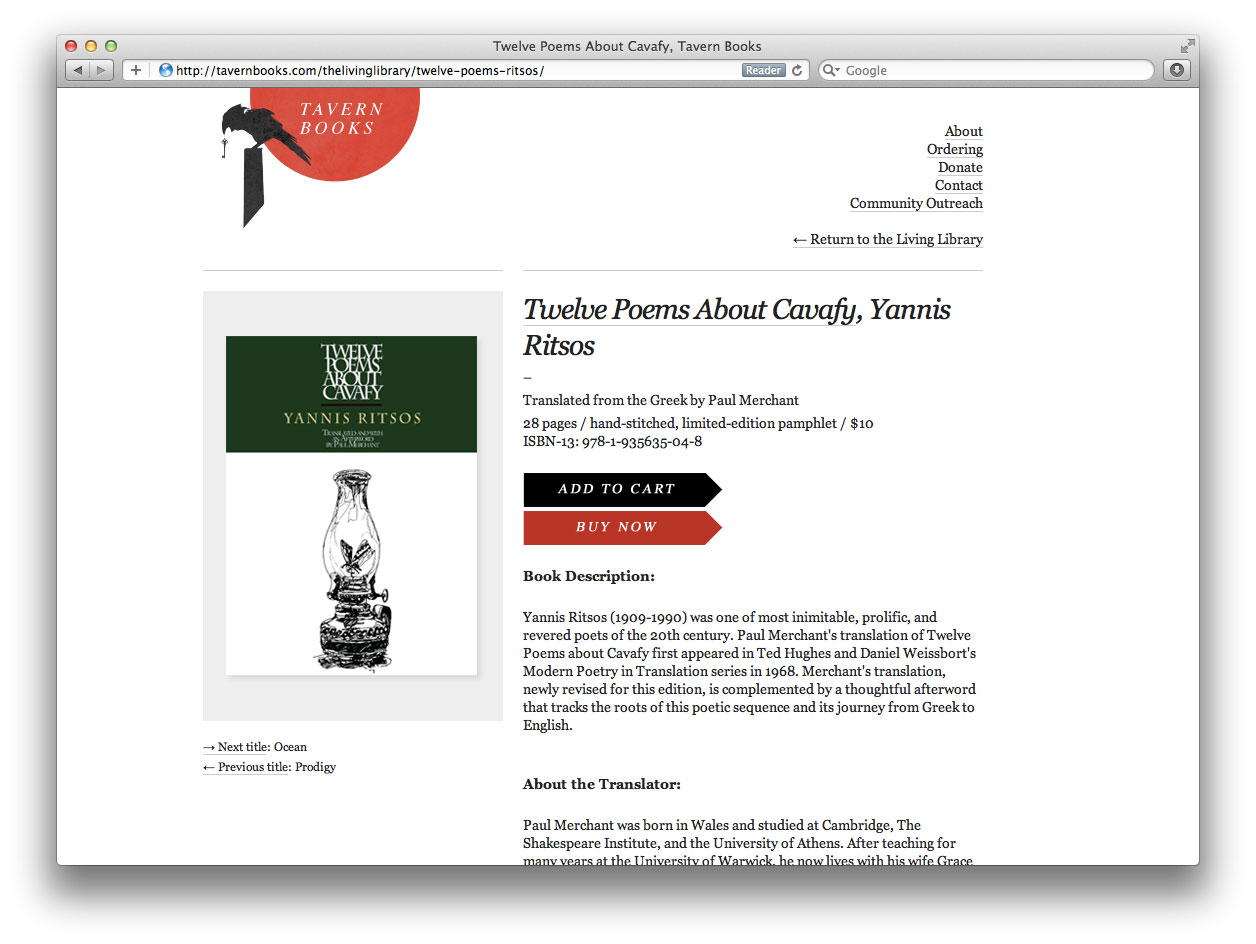 Twelve Poems About Cavafy, Tavern Books
http://tavernbooks.com/thelivinglibrary/twelve-poems-ritsos/
Reader
Google
TAVERN
BOOKS
About
Ordering
Donate
Contact
Community Outreach
← Return to the Living Library
TWELVE
POEMS
ABOUT
CAVAFY
YANNIS RITSOS
TRANSLATED AND WITH
AN AFTERWORD
BY PAUL MERCHANT
→ Next title: Ocean
← Previous title: Prodigy
Twelve Poems About Cavafy, Yannis
Ritsos
–
Translated from the Greek by Paul Merchant
28 pages / hand-stitched, limited-edition pamphlet / $10
ISBN-13: 978-1-935635-04-8
ADD TO CART
BUY NOW
Book Description:
Yannis Ritsos (1909-1990) was one of most inimitable, prolific, and
revered poets of the 20th century. Paul Merchant's translation of Twelve
Poems about Cavafy first appeared in Ted Hughes and Daniel Weissbort's
Modern Poetry in Translation series in 1968. Merchant's translation,
newly revised for this edition, is complemented by a thoughtful afterword
that tracks the roots of this poetic sequence and its journey from Greek to
English.
About the Translator:
Paul Merchant was born in Wales and studied at Cambridge, The
Shakespeare Institute, and the University of Athens. After teaching for
many years at the University of Warwick, he now lives with his wife Grace